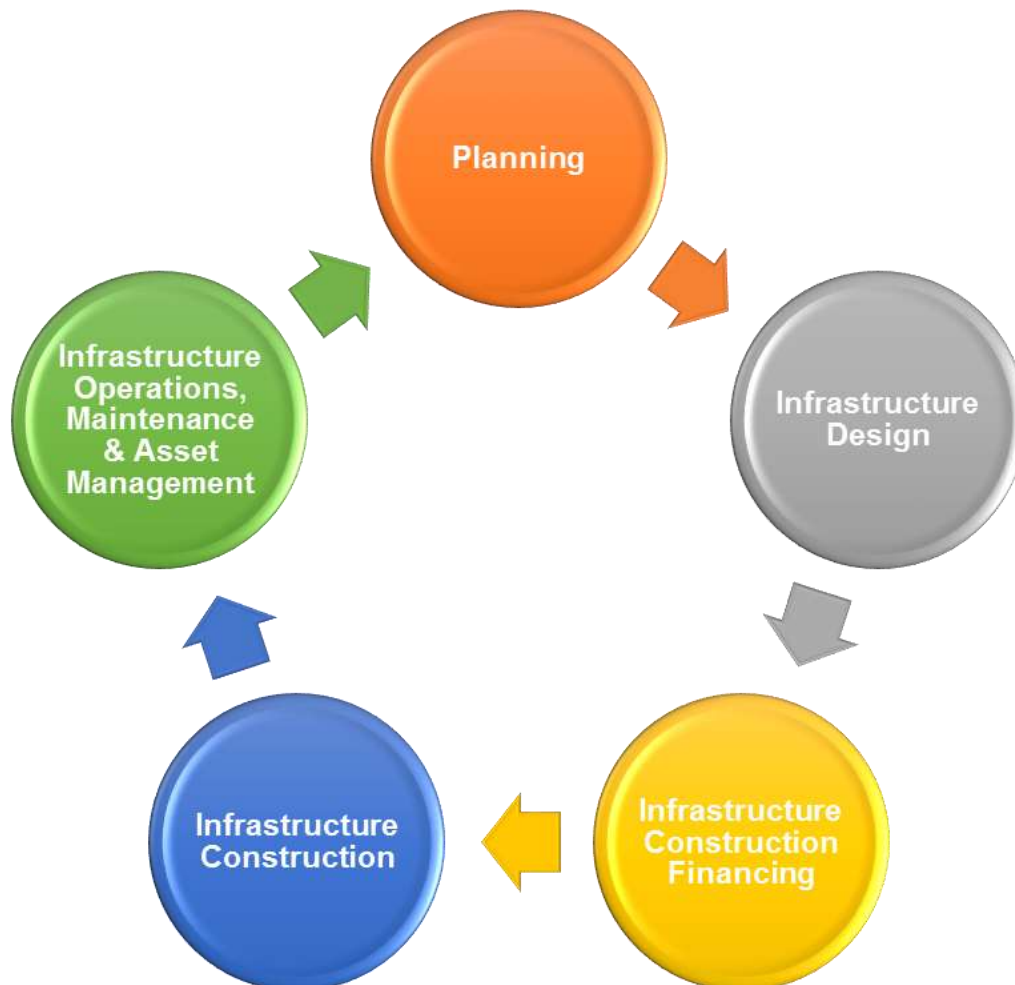 Planning
Infrastructure
Design
Infrastructure
Construction
Financing
Infrastructure
Construction
Infrastructure
Operations,
Maintenance
& Asset
Management